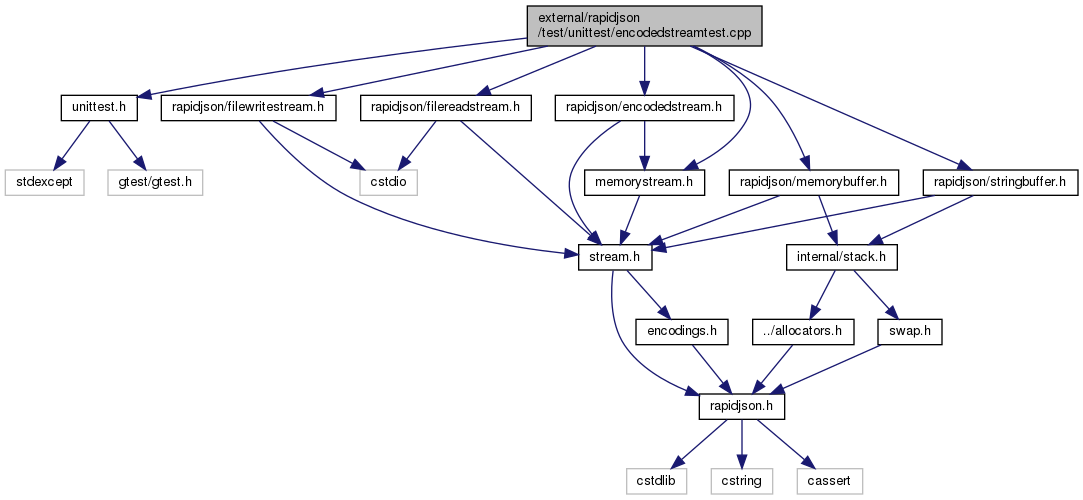 external/rapidjson
/test/unittest/encodedstreamtest.cpp
unittest.h
rapidjson/filewritestream.h
rapidjson/filereadstream.h
rapidjson/encodedstream.h
stdexcept
gtest/gtest.h
cstdio
memorystream.h
rapidjson/memorybuffer.h
rapidjson/stringbuffer.h
stream.h
internal/stack.h
encodings.h
../allocators.h
swap.h
rapidjson.h
cstdlib
cstring
cassert